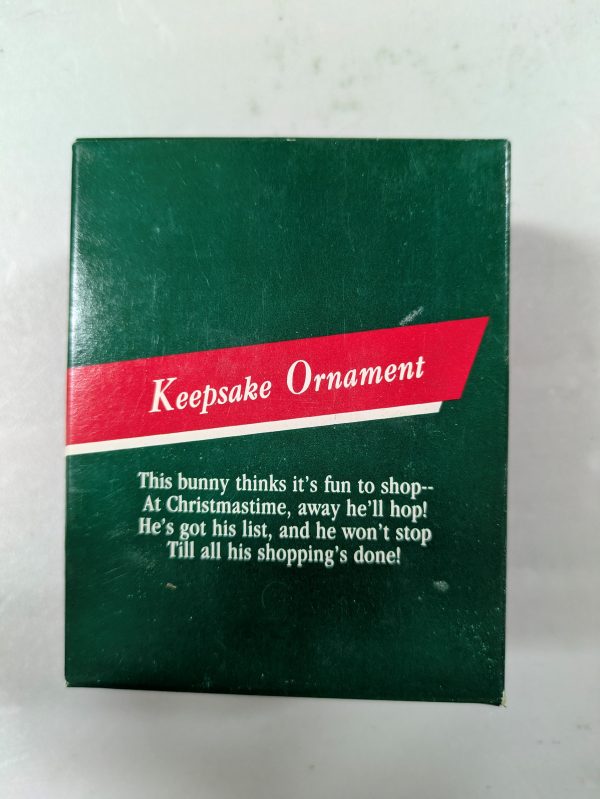 Keepsake Ornament
This bunny thinks it's fun to shop--
At Christmastime, away he'll hop!
He's got his list, and he won't stop
Till all his shopping's done!